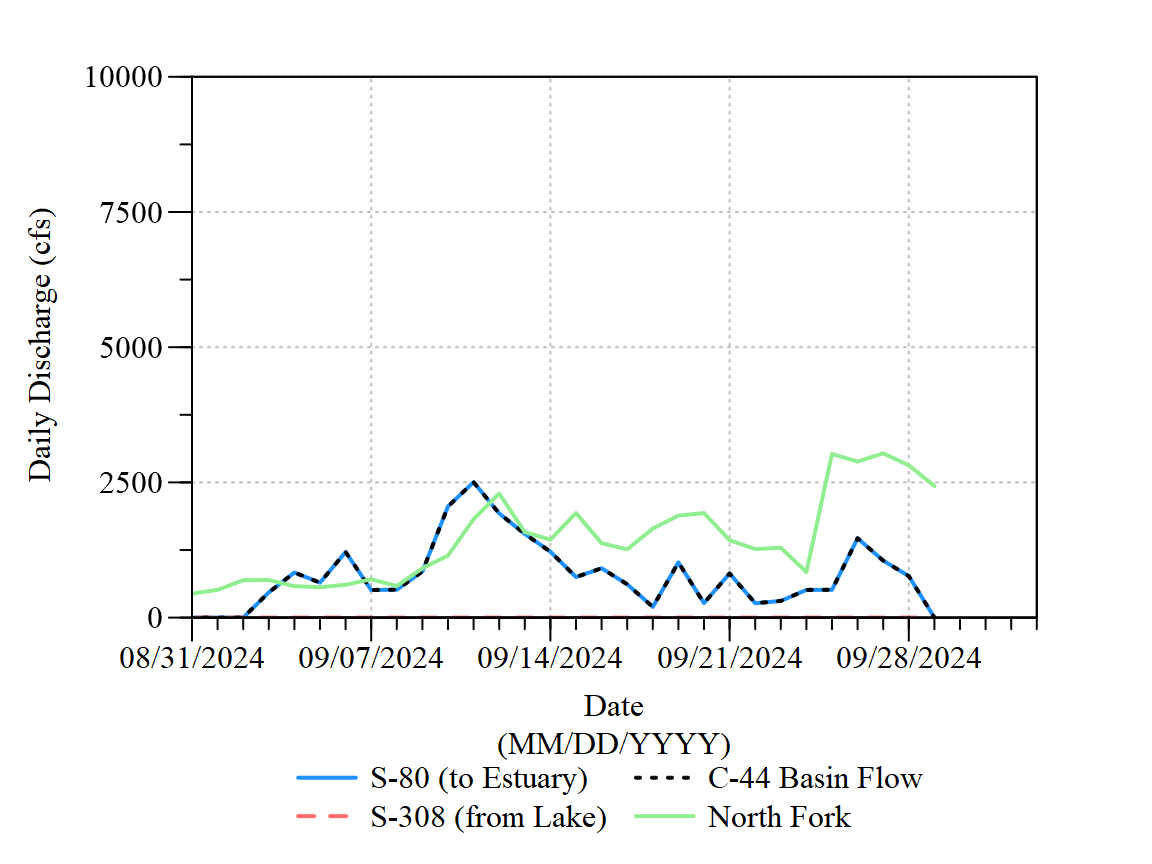 10000
7500
5000
2500
0
Daily Discharge (cfs)
08/31/2024 09/07/2024 09/14/2024 09/21/2024 09/28/2024
Date
(MM/DD/YYYY)
S-80 (to Estuary) C-44 Basin Flow
S-308 (from Lake) North Fork